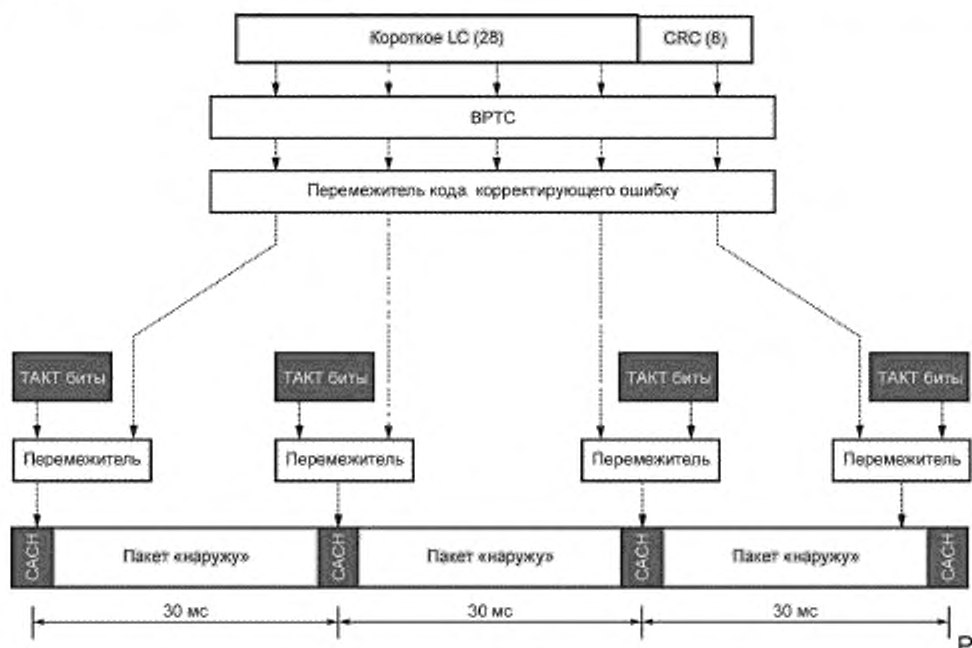 Короткое LC (28) CRC (8)
BPTC
Перемежитель кода, корректирующего ошибку
ТАКТ биты ТАКТ биты ТАКТ биты ТАКТ биты
Перемежитель Перемежитель Перемежитель Перемежитель
CACH Пакет «наружу» CACH Пакет «наружу» CACH Пакет «наружу» CACH
30 мс 30 мс 30 мс